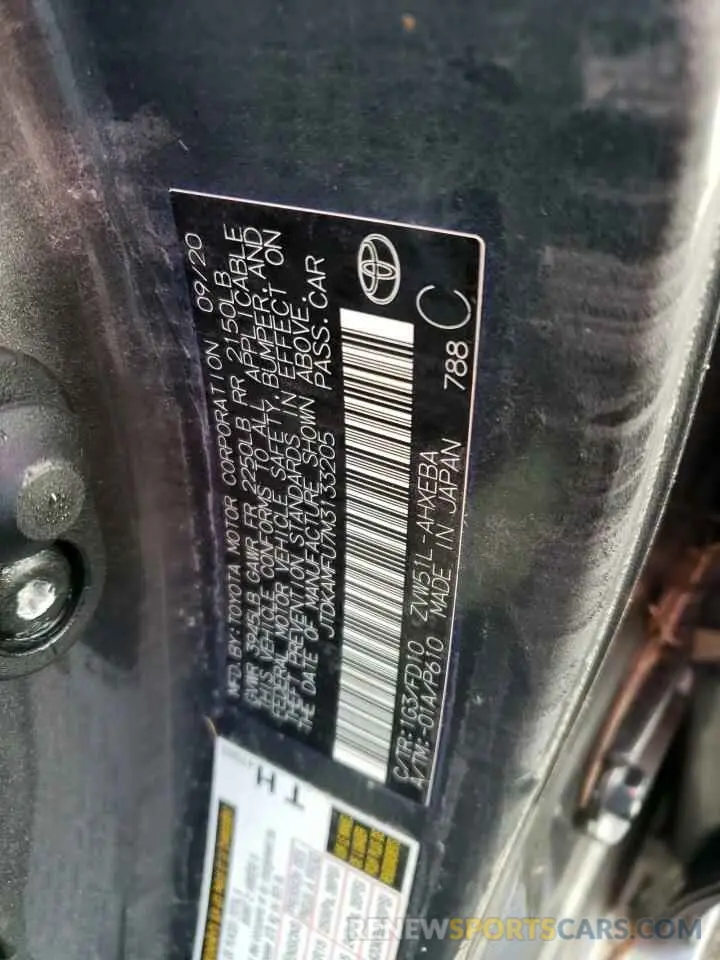 MFD. BY: TOYOTA MOTOR CORPORATION 09/20
GVWR 3945LB GAWR FR 2250LB RR 2150LB
THIS VEHICLE CONFORMS TO ALL APPLICABLE
FEDERAL MOTOR VEHICLE SAFETY, BUMPER, AND
THEFT PREVENTION STANDARDS IN EFFECT ON
THE DATE OF MANUFACTURE SHOWN ABOVE.
JTDKAMFU7M3133205 PASS. CAR
C/TR: 1G3/FD10 ZVW51L-AHXEBA
A/TM: -01A/P610 MADE IN JAPAN 788 C
TH
RENEWSPORTSCARS.COM